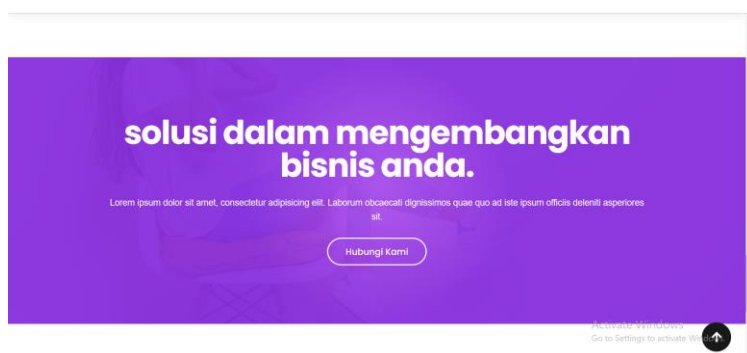 solusi dalam mengembangkan
bisnis anda.
Lorem ipsum dolor sit amet, consectetur adipisicing elit. Laborum obcaecati dignissimos quae quo ad iste ipsum officiis deleniti asperiores
sit.
Hubungi Kami
Activate Windows
Go to Settings to activate Windows.